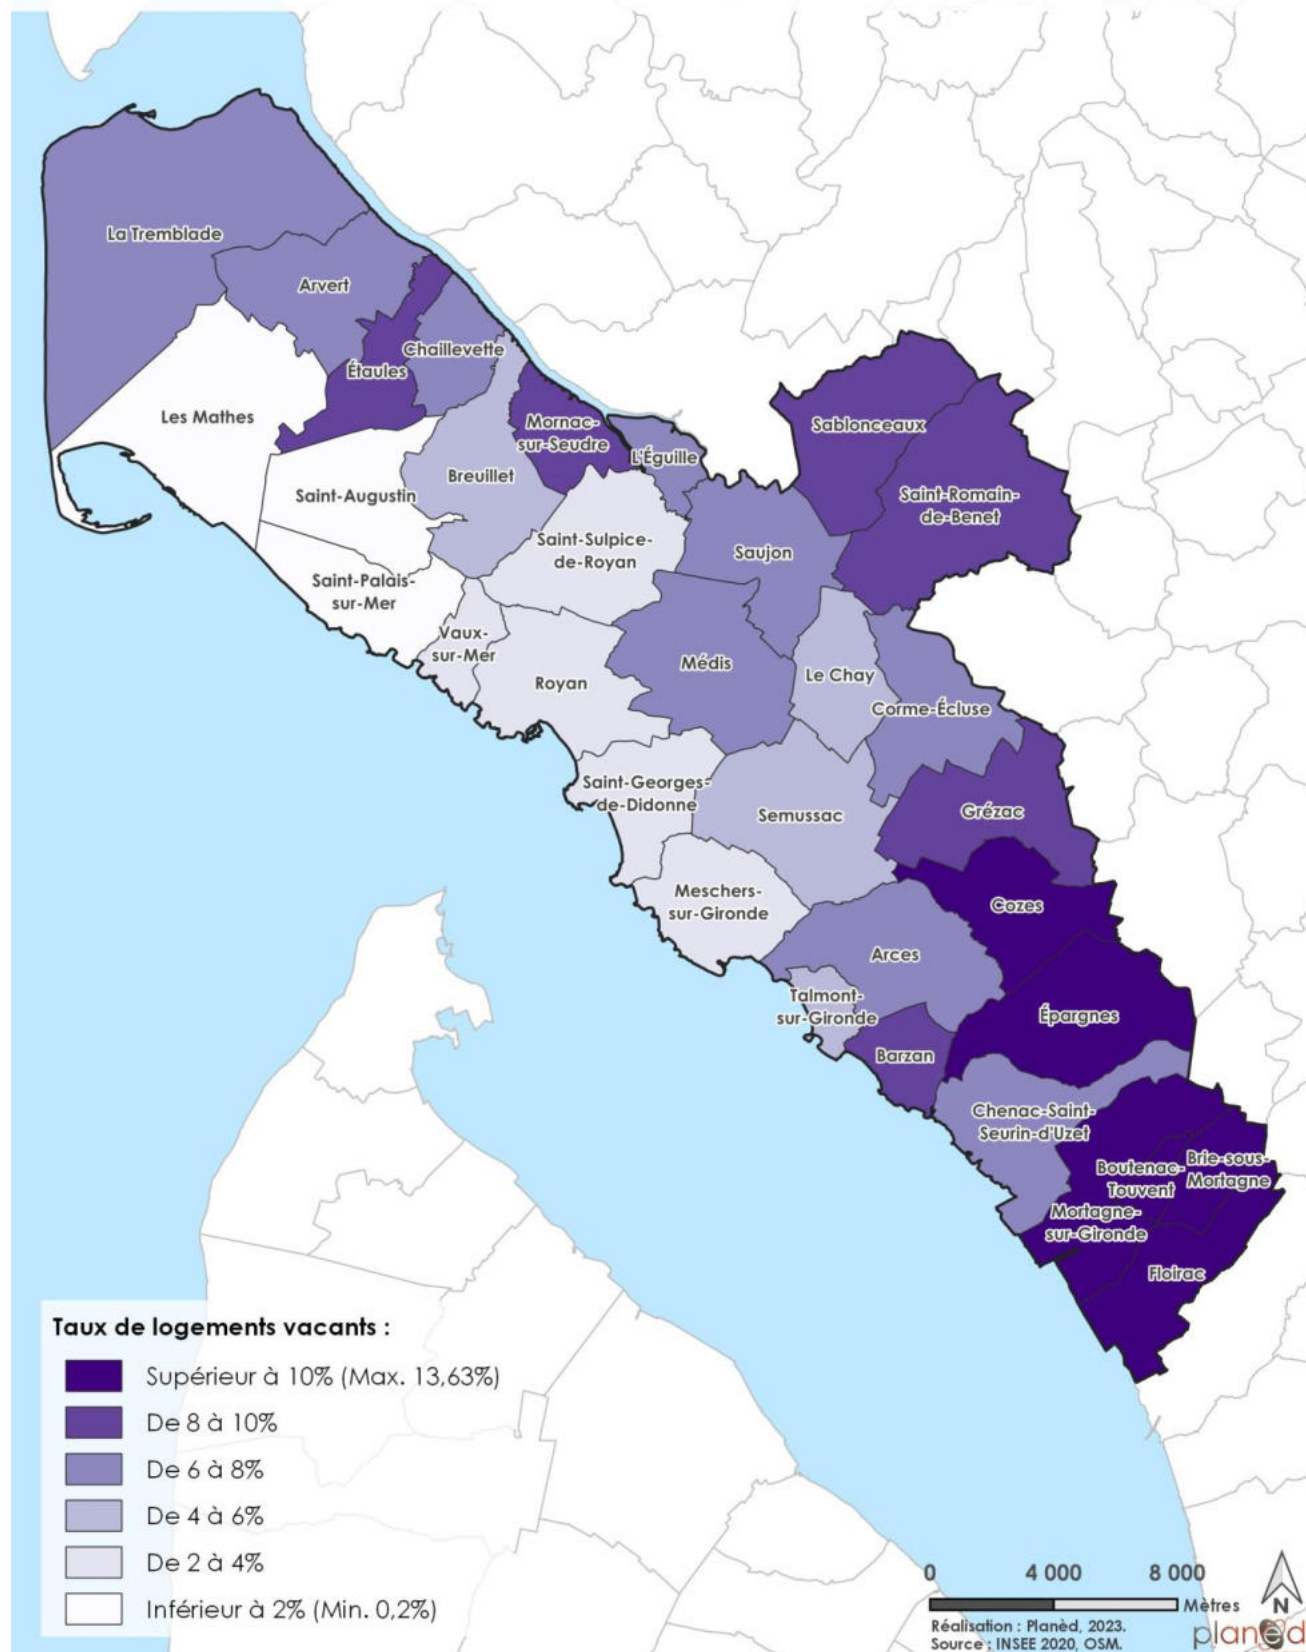 La Tremblade
Arvert
Chaillevette
Étaules
Les Mathes
Mornac-
sur-Seudre
L'Éguille
Sablonceaux
Breuillet
Saint-Augustin
Saint-Romain-
de-Benet
Saint-Sulpice-
de-Royan
Saujon
Saint-Palais-
sur-Mer
Vaux-
sur-Mer
Royan
Médis
Le Chay
Corme-Écluse
Saint-Georges-
de-Didonne
Semussac
Grézac
Meschers-
sur-Gironde
Cozes
Arces
Talmont-
sur-Gironde
Épargnes
Barzan
Chenac-Saint-
Seurin-d'Uzet
Boutenac-
Touvent
Brie-sous-
Mortagne
Mortagne-
sur-Gironde
Floirac
Taux de logements vacants :
Supérieur à 10% (Max. 13,63%)
De 8 à 10%
De 6 à 8%
De 4 à 6%
De 2 à 4%
Inférieur à 2% (Min. 0,2%)
0 4 000 8 000
Mètres
N
Réalisation : Planèd, 2023.
Source : INSEE 2020, OSM.
planèd